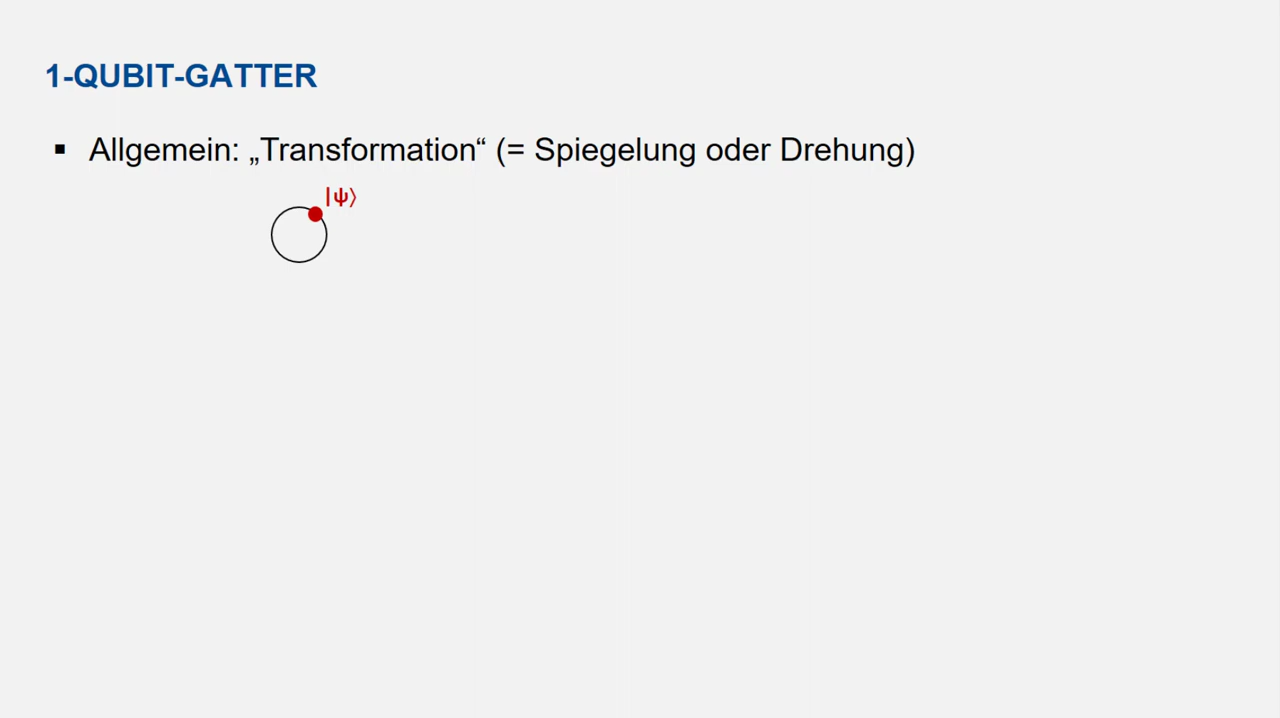 1-QUBIT-GATTER
▪ Allgemein: „Transformation“ (= Spiegelung oder Drehung)
|ψ⟩